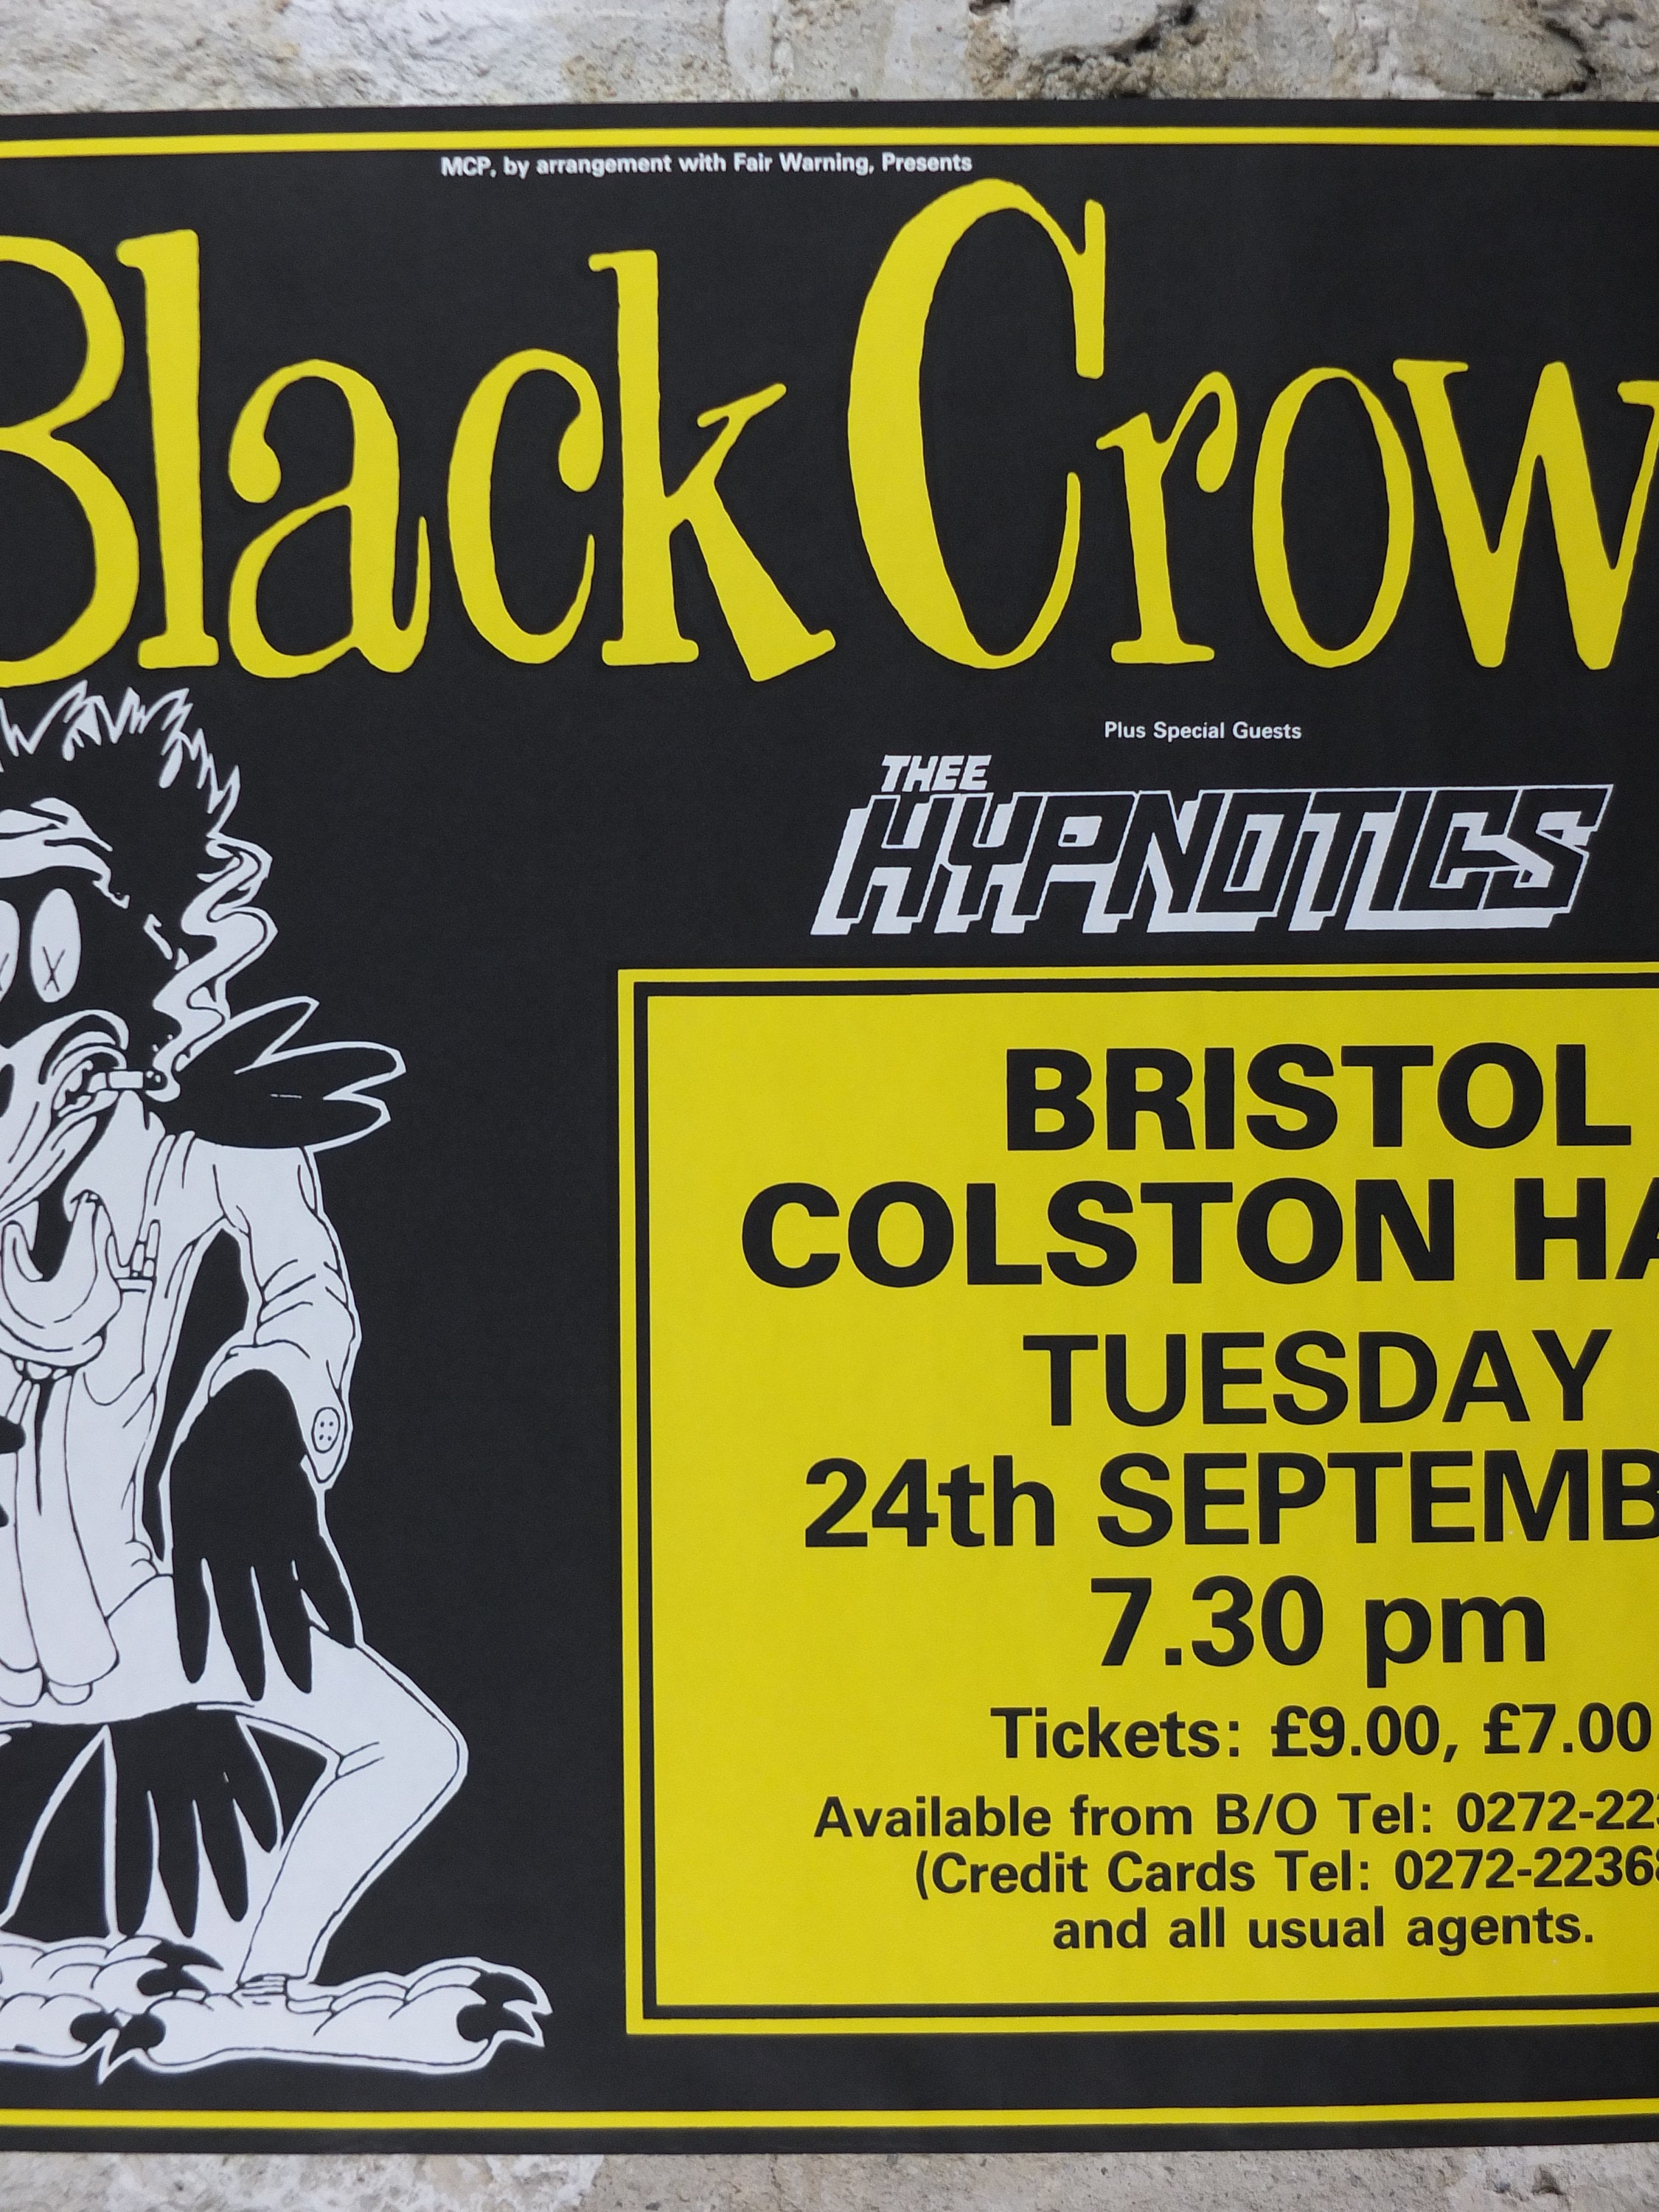 MCP, by arrangement with Fair Warning, Presents
Black Crow
Plus Special Guests
THEE
HYPNOTICS
BRISTOL
COLSTON HA
TUESDAY
24th SEPTEMB
7.30 pm
Tickets: £9.00, £7.00
Available from B/O Tel: 0272-22
(Credit Cards Tel: 0272-2236
and all usual agents.